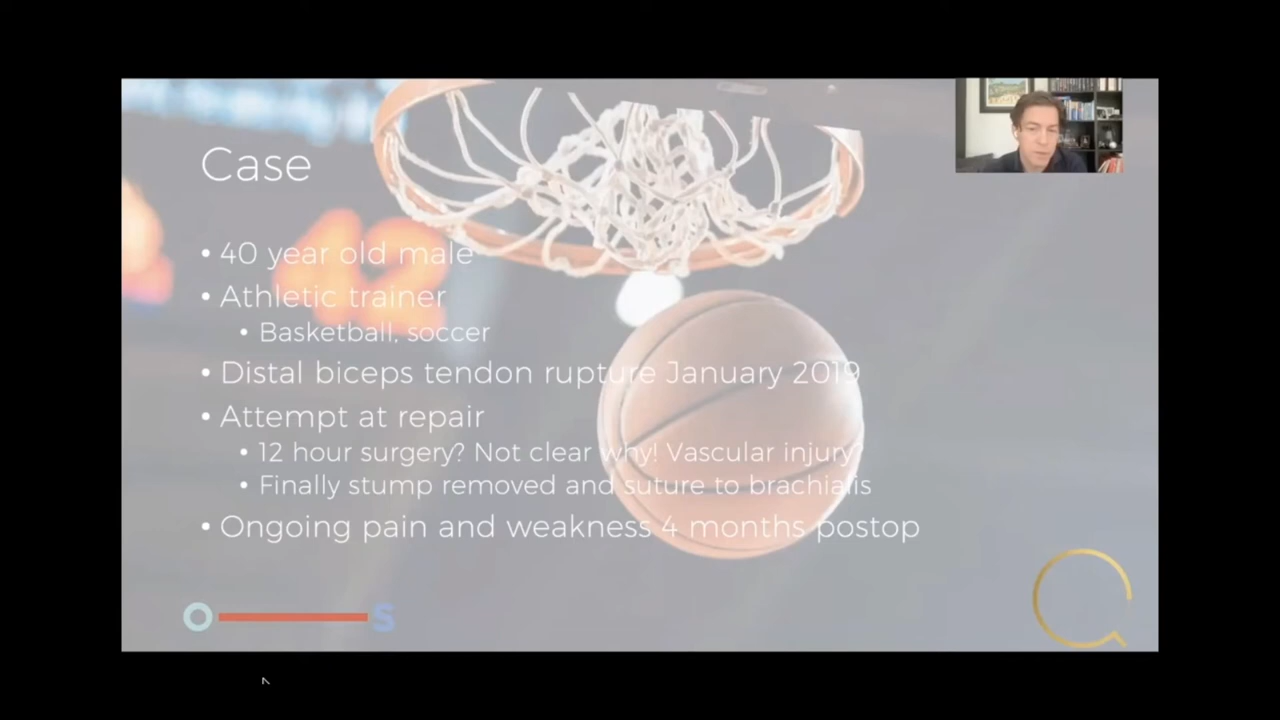 Case
• 40 year old male
• Athletic trainer
• Basketball, soccer
• Distal biceps tendon rupture January 2019
• Attempt at repair
• 12 hour surgery? Not clear why! Vascular injury?
• Finally stump removed and suture to brachialis
• Ongoing pain and weakness 4 months postop
O S
42